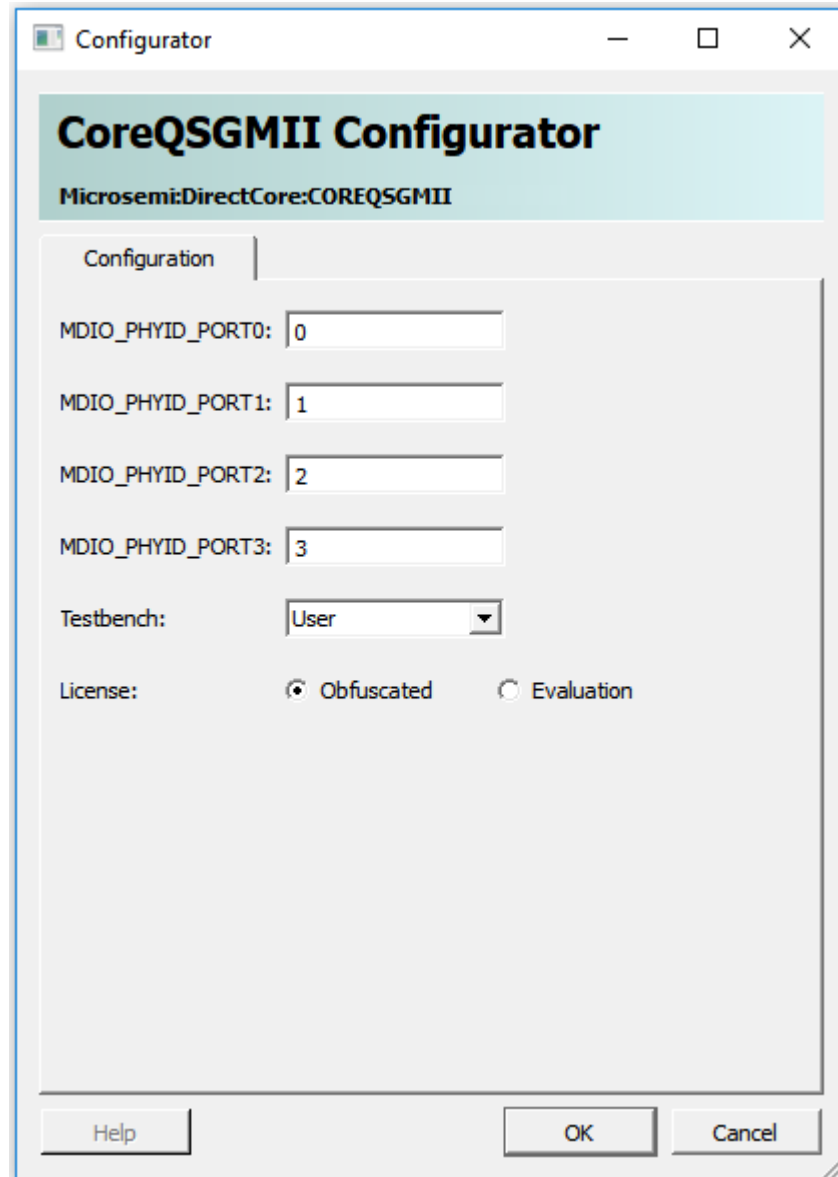 Configurator
CoreQSGMII Configurator
Microsemi:DirectCore:COREQSGMII
Configuration
MDIO_PHYID_PORT0: 0
MDIO_PHYID_PORT1: 1
MDIO_PHYID_PORT2: 2
MDIO_PHYID_PORT3: 3
Testbench: User
License: Obfuscated Evaluation
Help OK Cancel